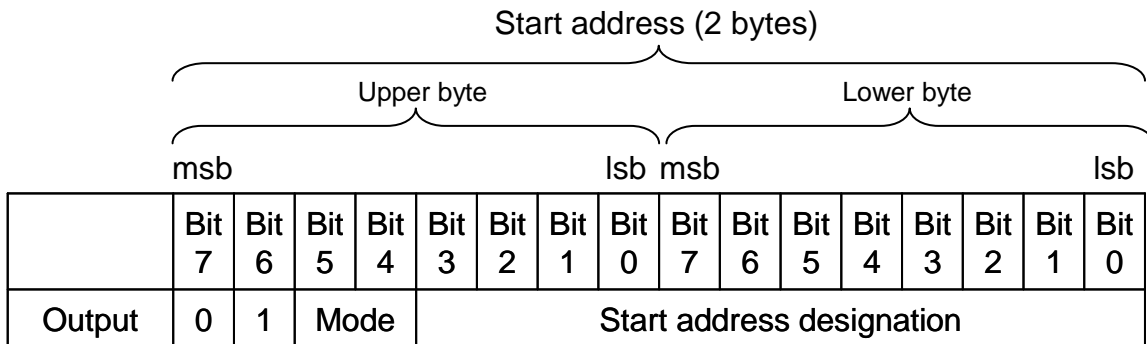 Start address (2 bytes)
Upper byte Lower byte
msb lsb msb lsb
Bit 7 Bit 6 Bit 5 Bit 4 Bit 3 Bit 2 Bit 1 Bit 0 Bit 7 Bit 6 Bit 5 Bit 4 Bit 3 Bit 2 Bit 1 Bit 0
Output 0 1 Mode Start address designation